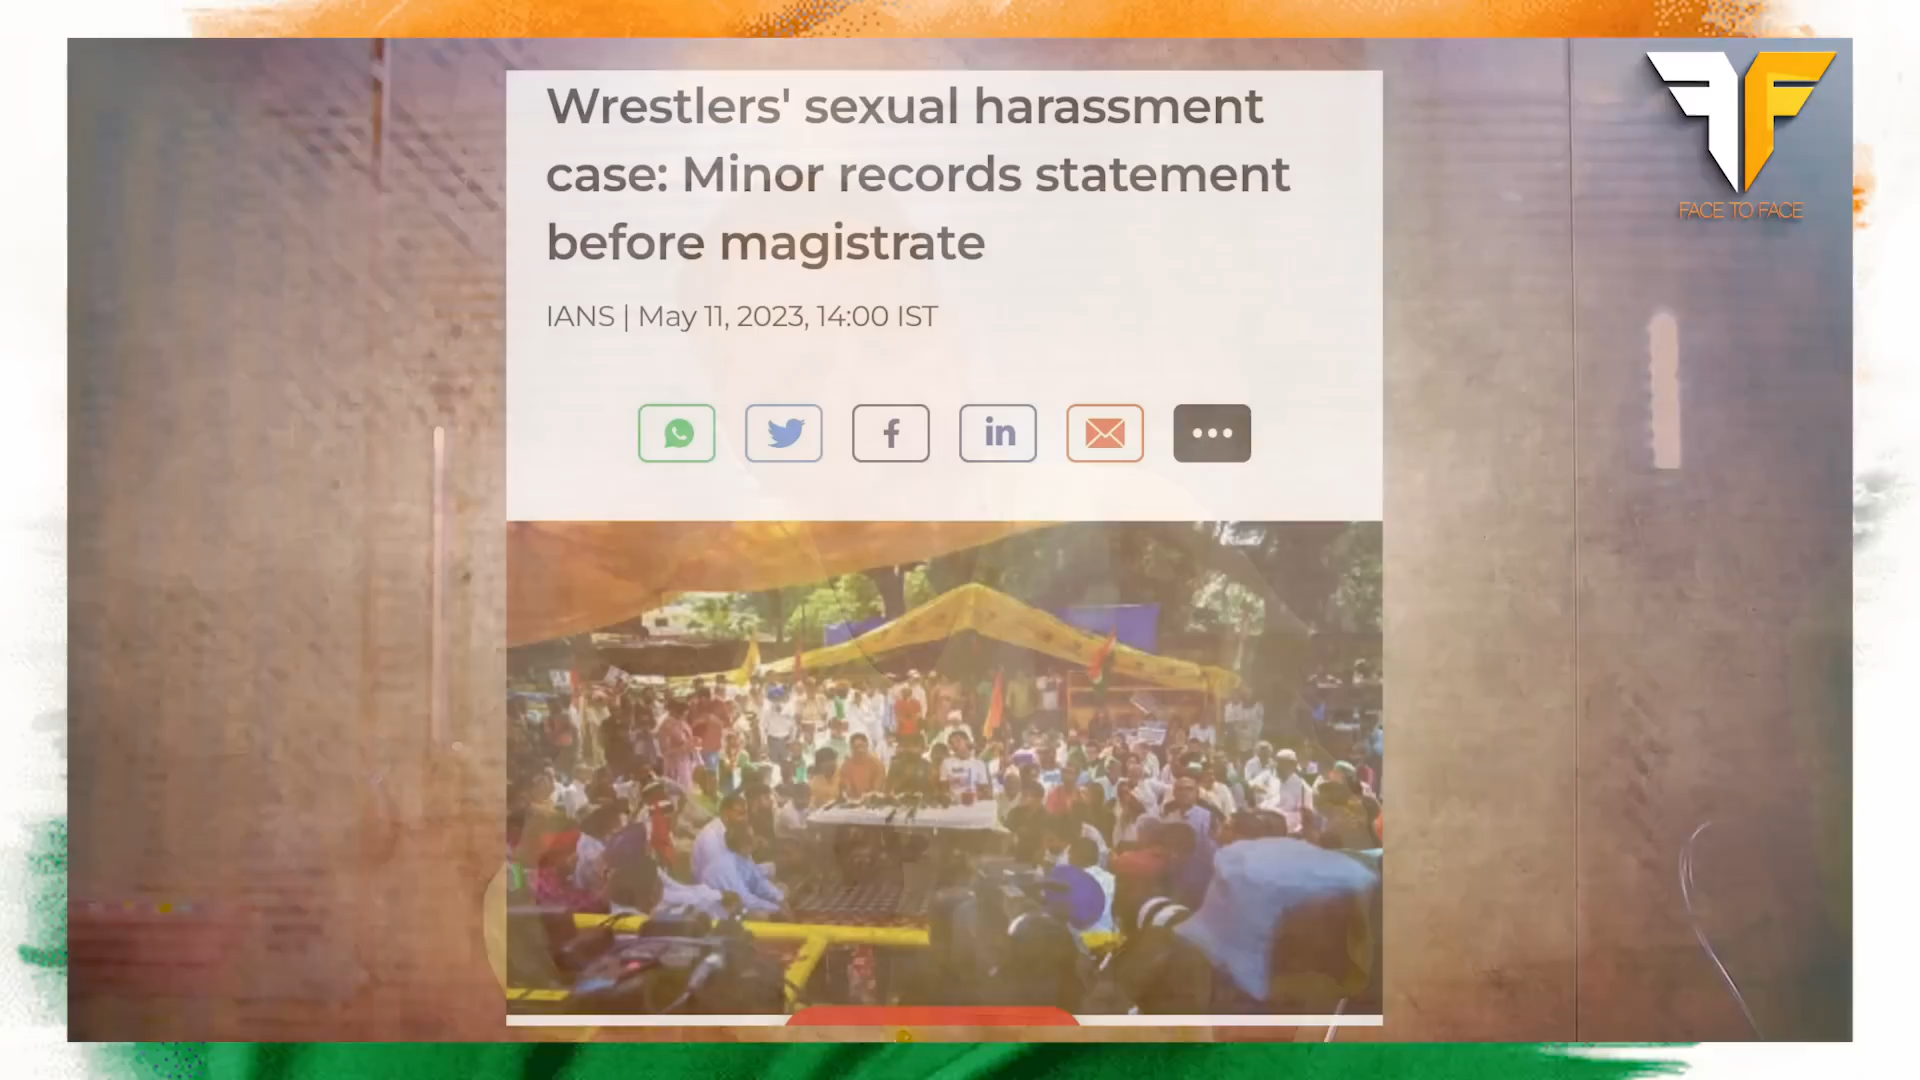 Wrestlers' sexual harassment
case: Minor records statement
before magistrate
IANS | May 11, 2023, 14:00 IST
FACE TO FACE